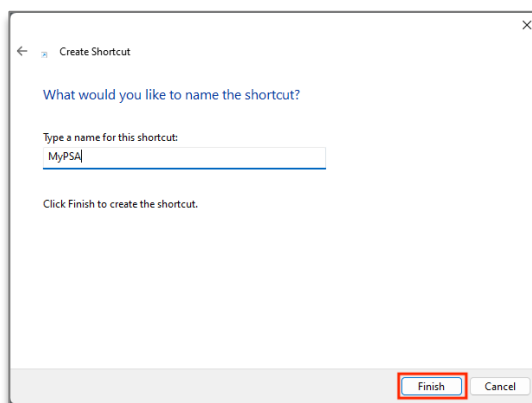 Create Shortcut
What would you like to name the shortcut?
Type a name for this shortcut:
MyPSA
Click Finish to create the shortcut.
Finish
Cancel